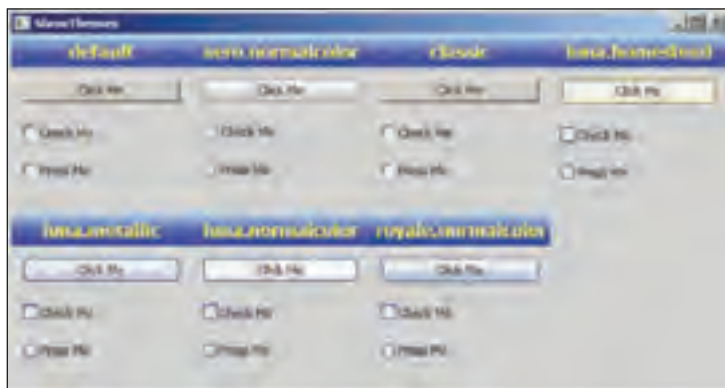 ShowThemes
default aero.normalcolor classic luna.homestead
Click Me Click Me Click Me Click Me
Check Me Check Me Check Me Check Me
Press Me Press Me Press Me Press Me
luna.metallic luna.normalcolor royale.normalcolor
Click Me Click Me Click Me
Check Me Check Me Check Me
Press Me Press Me Press Me